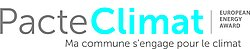 PacteClimat
EUROPEAN
ENERGY
AWARD
Ma commune s'engage pour le climat